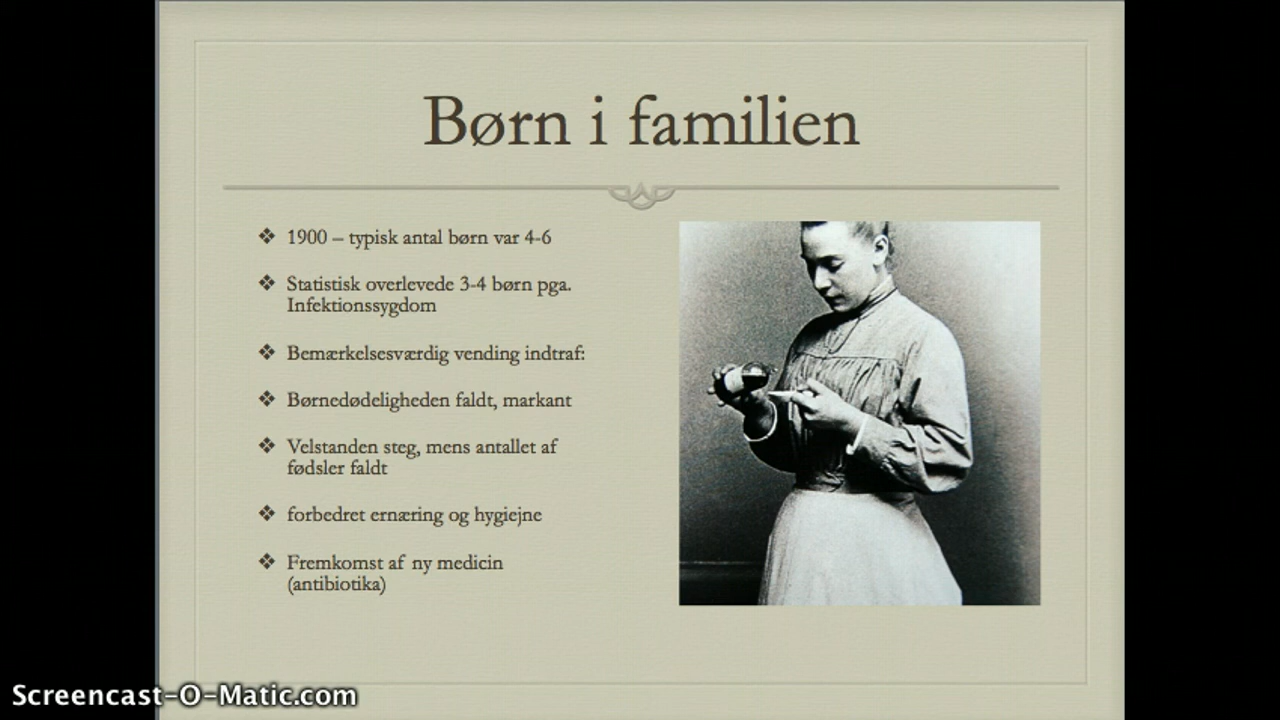 Børn i familien
❖ 1900 – typisk antal børn var 4-6
❖ Statistisk overlevede 3-4 børn pga.
Infektionssygdom
❖ Bemærkelsesværdig vending indtraf:
❖ Børnedødeligheden faldt, markant
❖ Velstanden steg, mens antallet af
fødsler faldt
❖ forbedret ernæring og hygiejne
❖ Fremkomst af ny medicin
(antibiotika)
Screencast-O-Matic.com